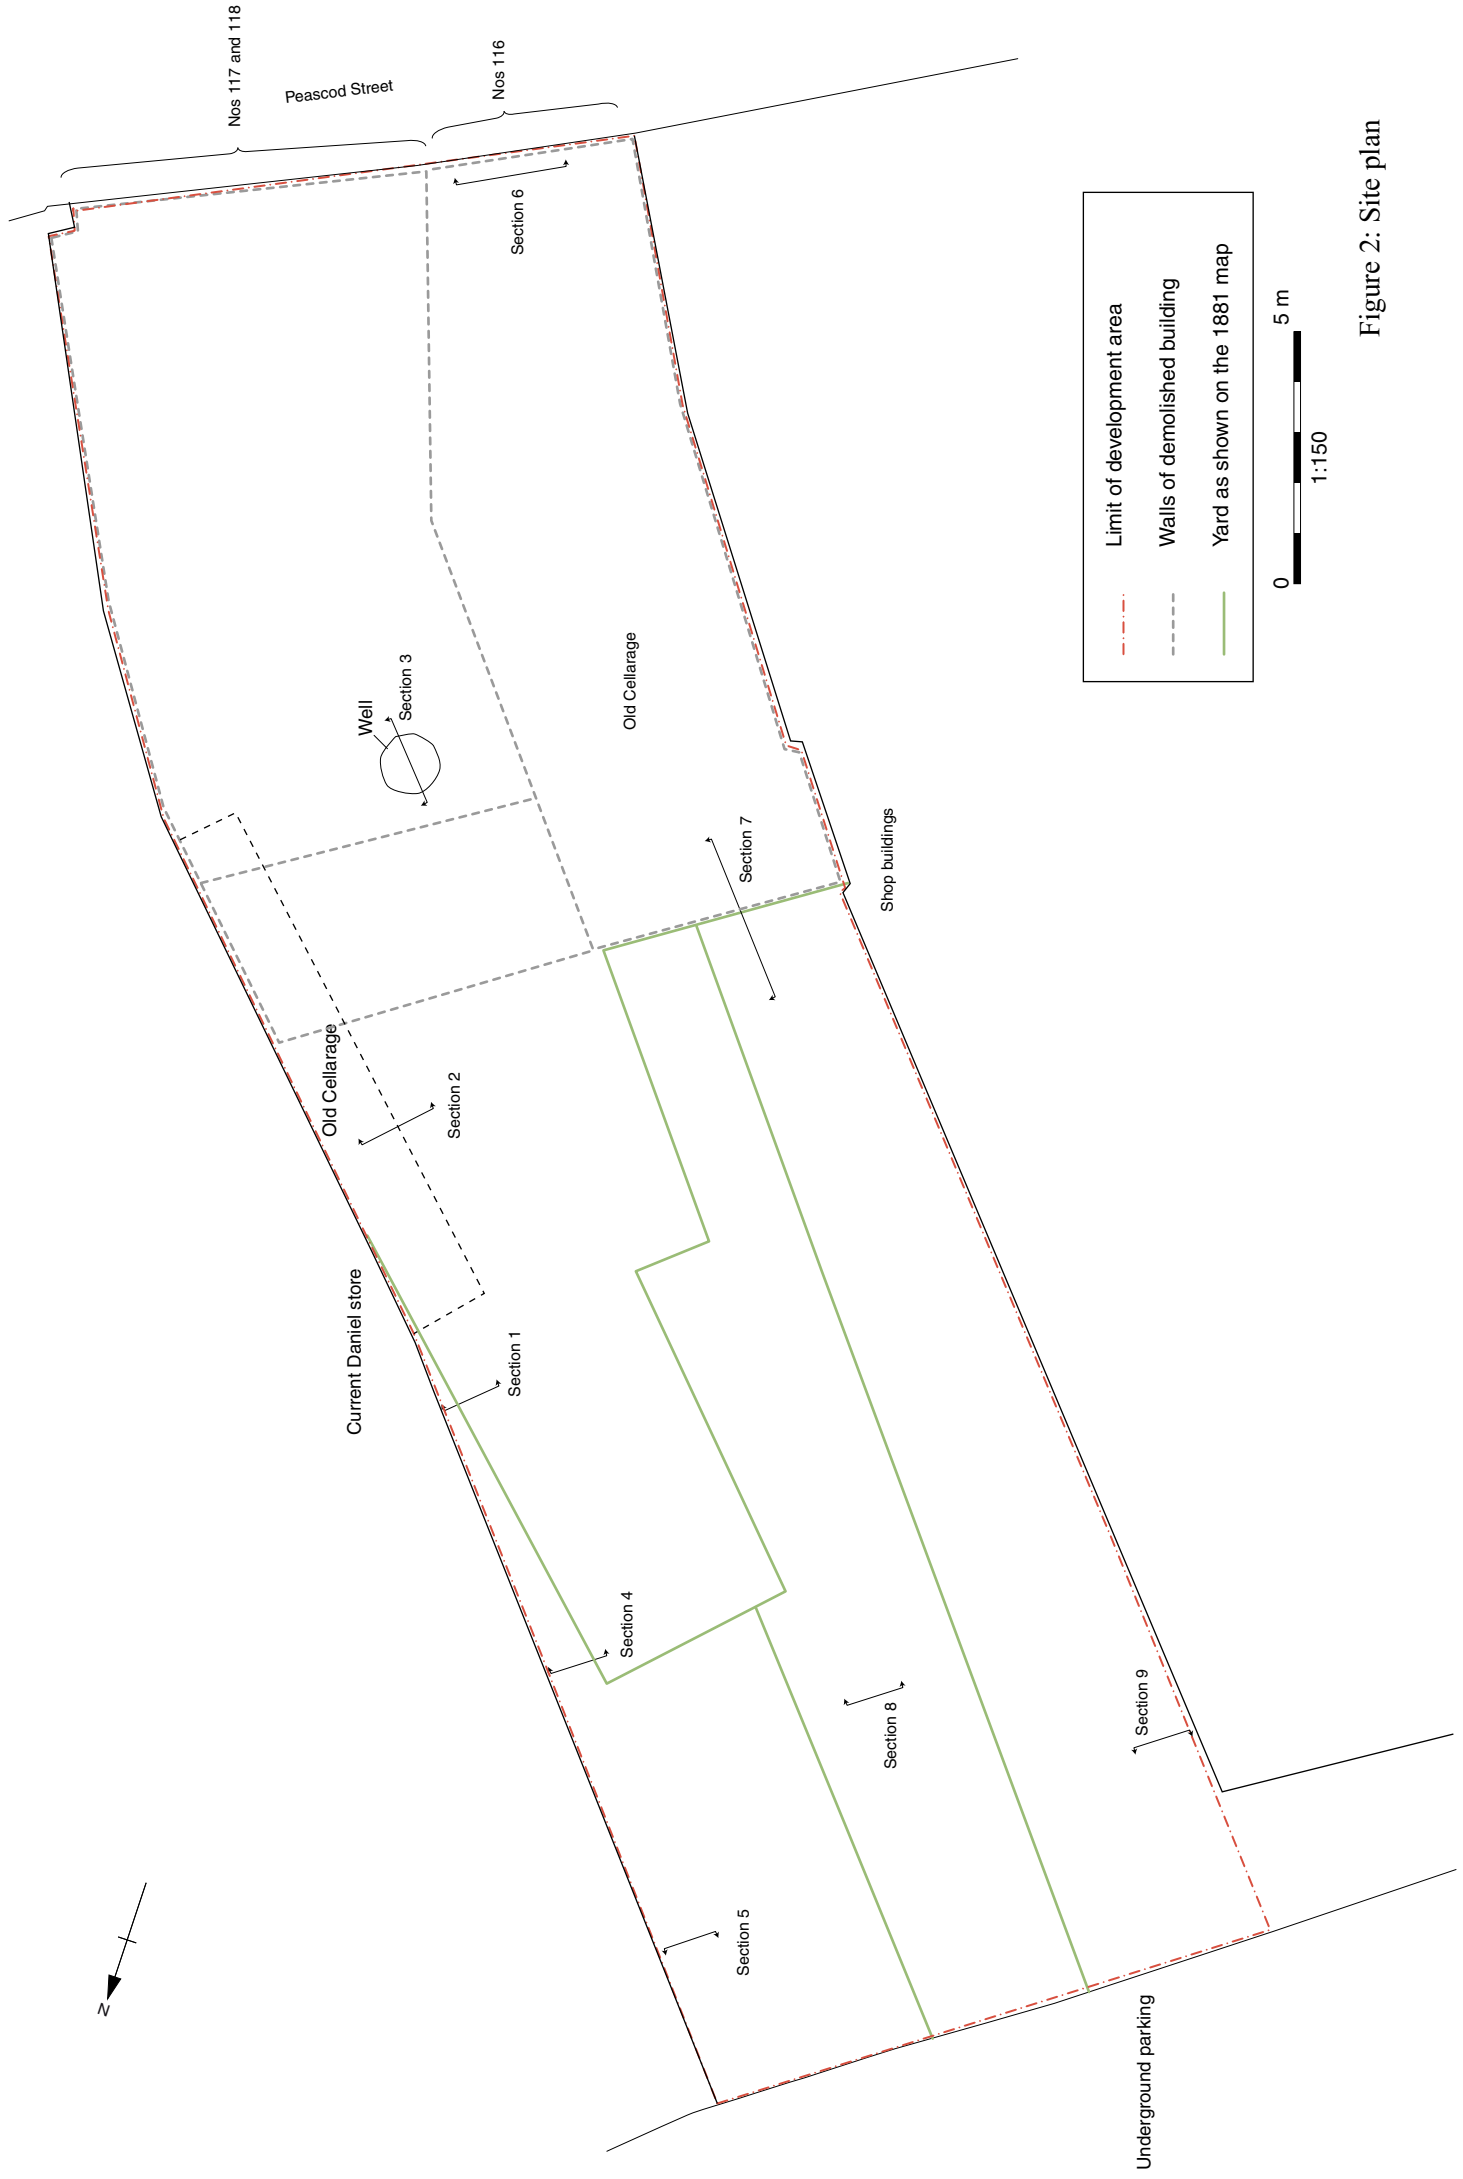 Nos 117 and 118
Peascod Street
Nos 116
Section 6
Well
Section 3
Old Cellarage
Section 7
Shop buildings
Old Cellarage
Section 2
Current Daniel store
Section 1
Section 4
Section 8
Section 9
Section 5
Underground parking
N
Limit of development area
Walls of demolished building
Yard as shown on the 1881 map
0
5 m
1:150
Figure 2: Site plan